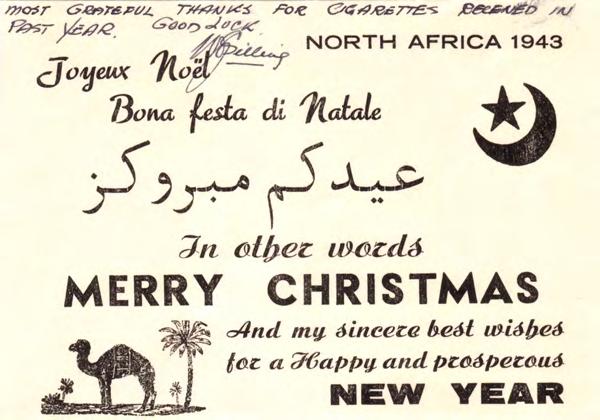 MOST GRATEFUL THANKS FOR CIGARETTES RECEIVED IN
PAST YEAR. GOOD LUCK.
NORTH AFRICA 1943
Joyeux Noël
Bona festa di Natale
عيدكم مبروكز
In other words
MERRY CHRISTMAS
And my sincere best wishes
for a Happy and prosperous
NEW YEAR